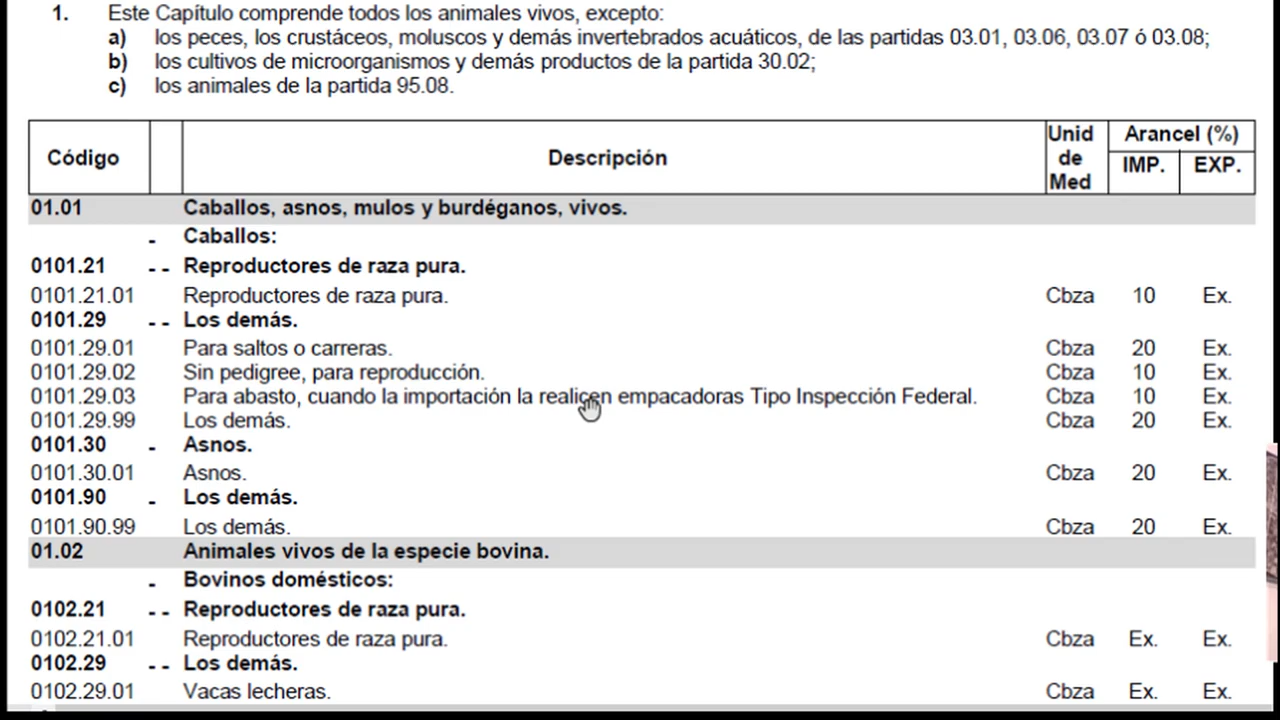 1. Este Capítulo comprende todos los animales vivos, excepto:
a) los peces, los crustáceos, moluscos y demás invertebrados acuáticos, de las partidas 03.01, 03.06, 03.07 ó 03.08;
b) los cultivos de microorganismos y demás productos de la partida 30.02;
c) los animales de la partida 95.08.
Código Descripción Unid de Med Arancel (%) IMP. EXP.
01.01 Caballos, asnos, mulos y burdéganos, vivos.
- Caballos:
0101.21 - - Reproductores de raza pura.
0101.21.01 Reproductores de raza pura. Cbza 10 Ex.
0101.29 - - Los demás.
0101.29.01 Para saltos o carreras. Cbza 20 Ex.
0101.29.02 Sin pedigree, para reproducción. Cbza 10 Ex.
0101.29.03 Para abasto, cuando la importación la realicen empacadoras Tipo Inspección Federal. Cbza 10 Ex.
0101.29.99 Los demás. Cbza 20 Ex.
0101.30 - Asnos.
0101.30.01 Asnos. Cbza 20 Ex.
0101.90 - Los demás.
0101.90.99 Los demás. Cbza 20 Ex.
01.02 Animales vivos de la especie bovina.
- Bovinos domésticos:
0102.21 - - Reproductores de raza pura.
0102.21.01 Reproductores de raza pura. Cbza Ex. Ex.
0102.29 - - Los demás.
0102.29.01 Vacas lecheras. Cbza Ex. Ex.